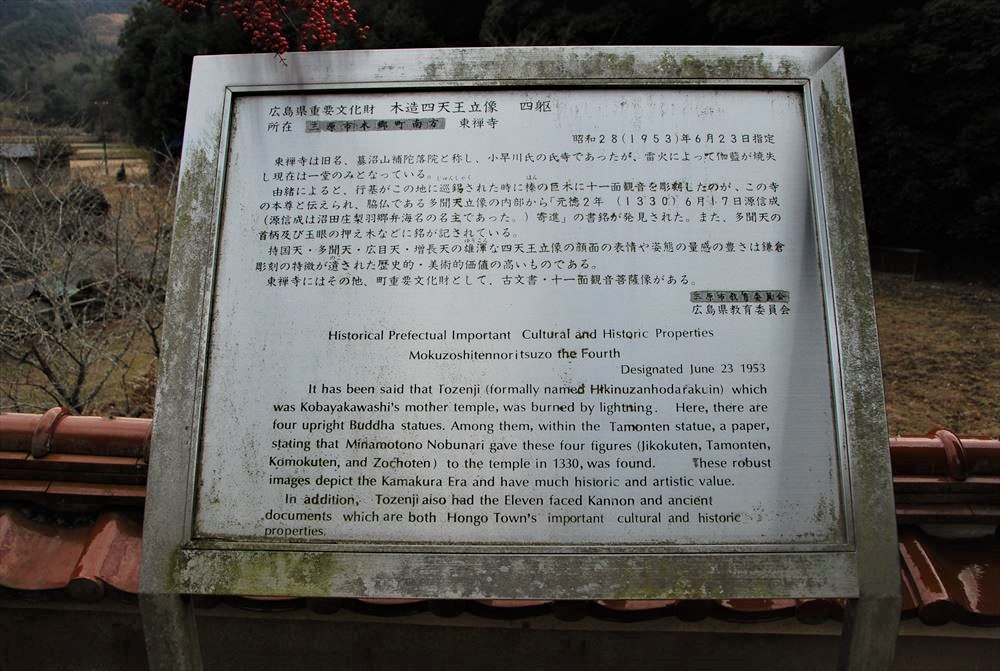 広島県重要文化財　木造四天王立像　四躯
所在　三原市本郷町南方　東禅寺
昭和28(1953)年6月23日指定
東禅寺は旧名、蟇沼山補陀落院と称し、小早川氏の氏寺であったが、雷火によって伽藍が焼失
し現在は一堂のみとなっている。
由緒によると、行基がこの地に巡錫された時に榛の巨木に十一面観音を彫刻したのが、この寺
の本尊と伝えられ、脇仏である多聞天立像の内部から「元徳2年（1330）6月17日源信成
（源信成は沼田庄梨羽郷弁海名の名主であった。）寄進」の書銘が発見された。また、多聞天の
首柄及び玉眼の押え木などに銘が記されている。
持国天・多聞天・広目天・増長天の雄渾な四天王立像の顔面の表情や姿態の量感の豊さは鎌倉
彫刻の特徴が遺された歴史的・美術的価値の高いものである。
東禅寺にはその他、町重要文化財として、古文書・十一面観音菩薩像がある。
三原市教育委員会
広島県教育委員会
Historical Prefectual Important Cultural and Historic Properties
Mokuzoshitennoritsuzo the Fourth
Designated June 23 1953
It has been said that Tozenji (formally named Hikinuzanhodarakuin) which
was Kobayakawashi's mother temple, was burned by lightning. Here, there are
four upright Buddha statues. Among them, within the Tamonten statue, a paper,
stating that Minamotono Nobunari gave these four figures (Jikokuten, Tamonten,
Komokuten, and Zochoten) to the temple in 1330, was found. These robust
images depict the Kamakura Era and have much historic and artistic value.
In addition, Tozenji also had the Eleven faced Kannon and ancient
documents which are both Hongo Town's important cultural and historic
properties.